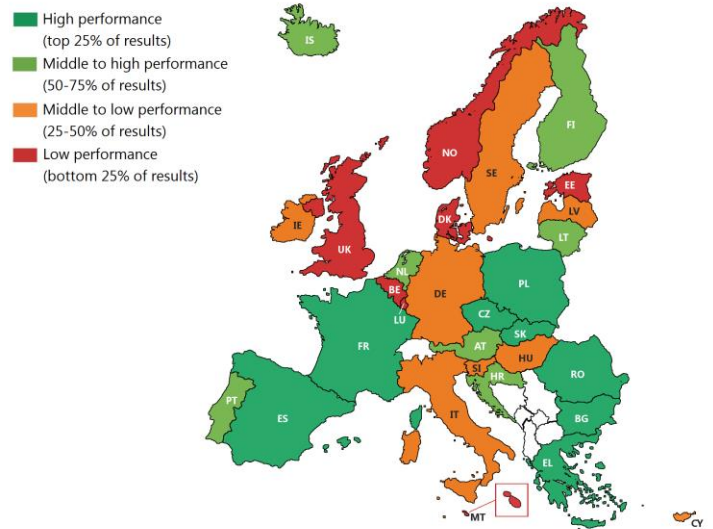 High performance
(top 25% of results)
Middle to high performance
(50-75% of results)
Middle to low performance
(25-50% of results)
Low performance
(bottom 25% of results)
IS
FI
NO
SE
EE
LV
LT
DK
IE
UK
NL
BE
LU
DE
PL
CZ
SK
FR
AT
HU
SI
HR
RO
BG
PT
ES
IT
EL
MT
CY